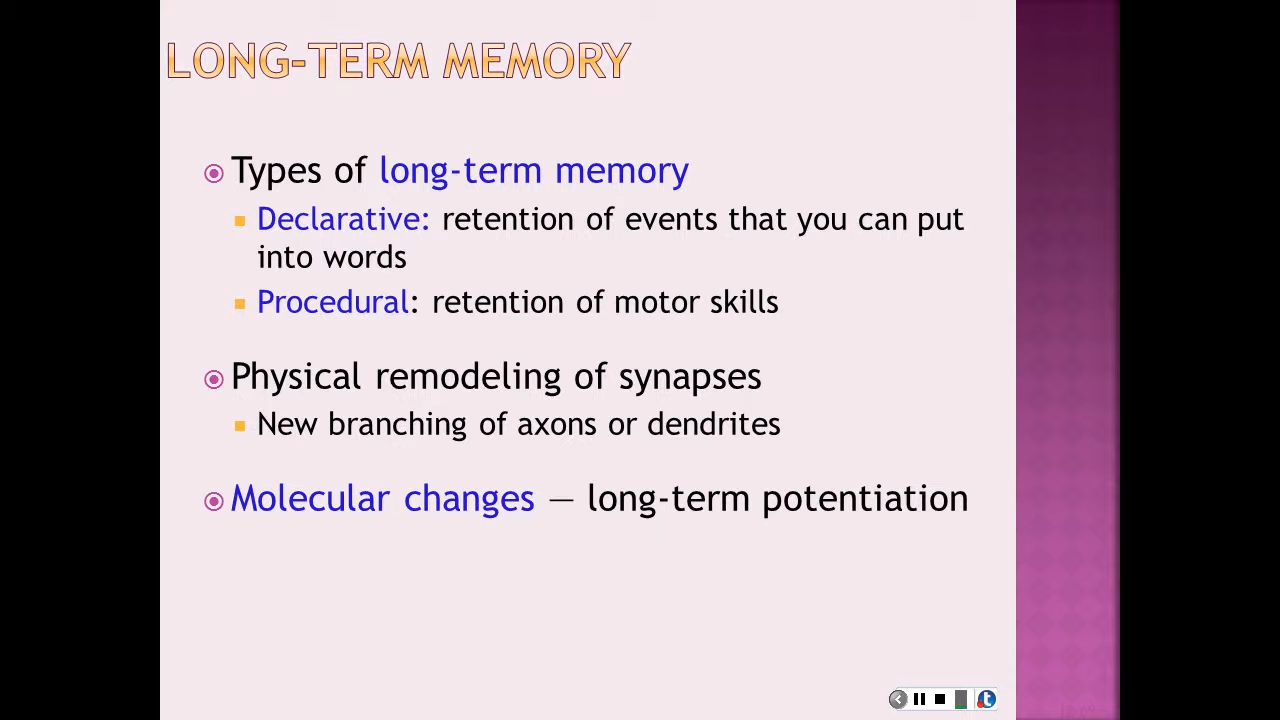 LONG-TERM MEMORY
Types of long-term memory
Declarative: retention of events that you can put
into words
Procedural: retention of motor skills
Physical remodeling of synapses
New branching of axons or dendrites
Molecular changes — long-term potentiation